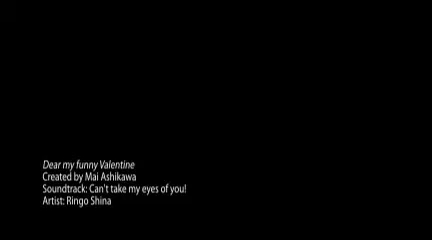 Dear my funny Valentine
Created by Mai Ashikawa
Soundtrack: Can't take my eyes of you!
Artist: Ringo Shina